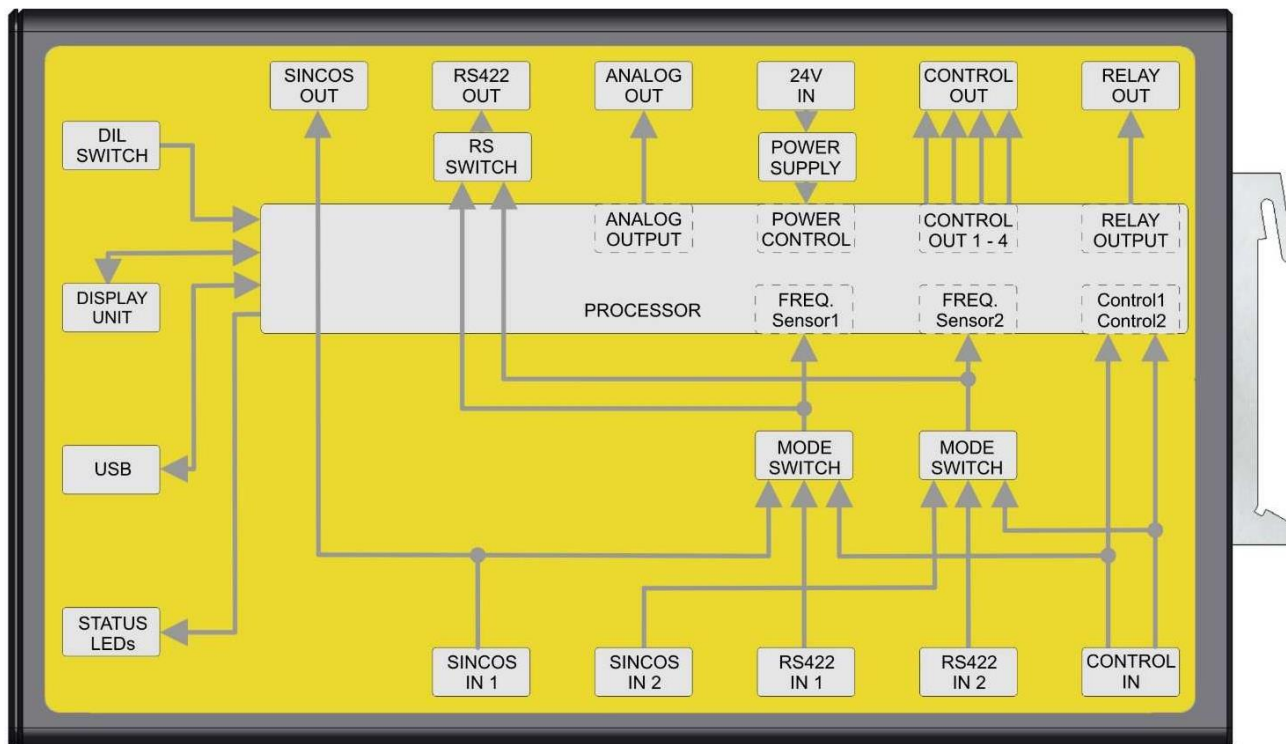 SINCOS
OUT
RS422
OUT
ANALOG
OUT
24V
IN
CONTROL
OUT
RELAY
OUT
DIL
SWITCH
RS
SWITCH
POWER
SUPPLY
ANALOG
OUTPUT
POWER
CONTROL
CONTROL
OUT 1 - 4
RELAY
OUTPUT
DISPLAY
UNIT
PROCESSOR
FREQ.
Sensor1
FREQ.
Sensor2
Control1
Control2
USB
MODE
SWITCH
MODE
SWITCH
STATUS
LEDs
SINCOS
IN 1
SINCOS
IN 2
RS422
IN 1
RS422
IN 2
CONTROL
IN